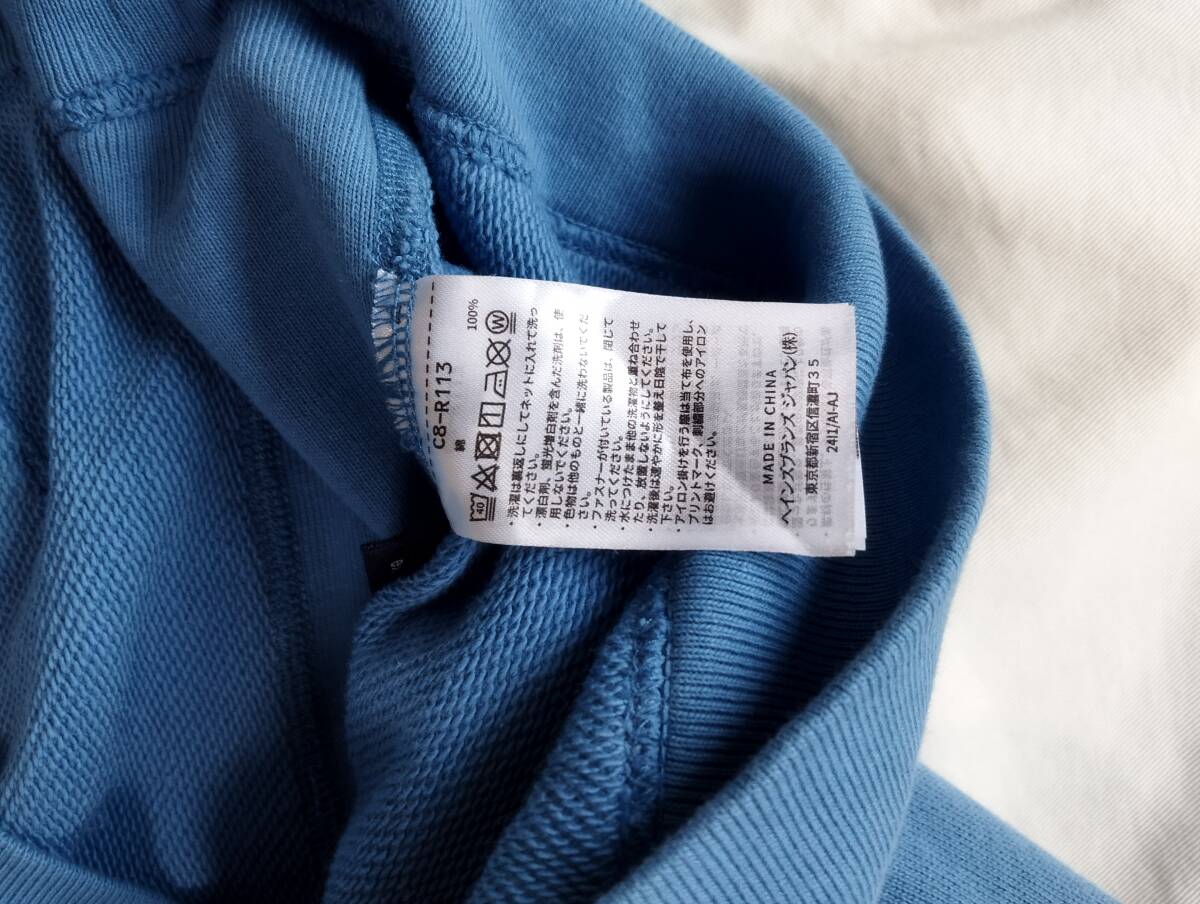 C8-R113
綿 100%
40
W
・洗濯は裏返しにしてネットに入れて洗っ
てください。
・漂白剤、蛍光増白剤を含んだ洗剤は、使
用しないでください。
・色物は他のものと一緒に洗わないでくだ
さい。
・ファスナーが付いている製品は、閉じて
洗ってください。
・水につけたまま他の洗濯物と重ね合わせ
たり、放置しないようにしてください。
・洗濯後は速やかに形を整え日陰で干して
下さい。
・アイロン掛けを行う際は当て布を使用し、
プリントマーク、刺繍部分へのアイロン
はお避けください。
MADE IN CHINA
ヘインズブランズ ジャパン(株)
東京都新宿区信濃町35
24I1/AI-AJ